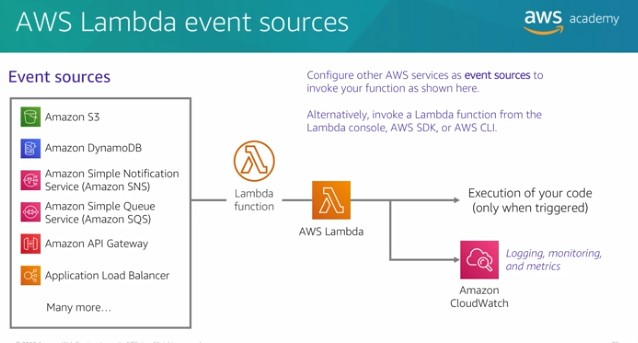 AWS Lambda event sources
aws academy
Event sources
Configure other AWS services as event sources to
invoke your function as shown here.
Alternatively, invoke a Lambda function from the
Lambda console, AWS SDK, or AWS CLI.
Amazon S3
Amazon DynamoDB
Amazon Simple Notification
Service (Amazon SNS)
Amazon Simple Queue
Service (Amazon SQS)
Amazon API Gateway
Application Load Balancer
Many more…
Lambda
function
AWS Lambda
Execution of your code
(only when triggered)
Logging, monitoring,
and metrics
Amazon
CloudWatch